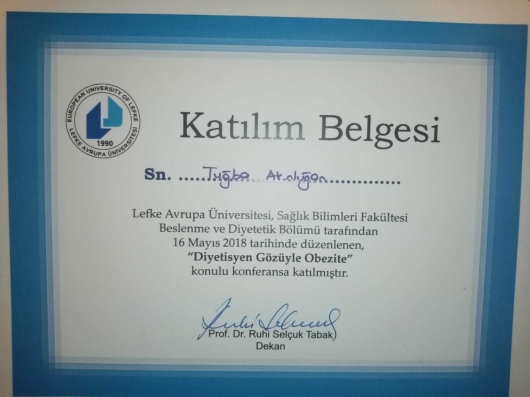 EUROPEAN UNIVERSITY OF LEFKE
LEFKE AVRUPA ÜNİVERSİTESİ
1990
Katılım Belgesi
Sn. ......Tuğba..............................
Lefke Avrupa Üniversitesi, Sağlık Bilimleri Fakültesi
Beslenme ve Diyetetik Bölümü tarafından
16 Mayıs 2018 tarihinde düzenlenen,
“Diyetisyen Gözüyle Obezite”
konulu konferansa katılmıştır.
Prof. Dr. Ruhi Selçuk Tabak
Dekan